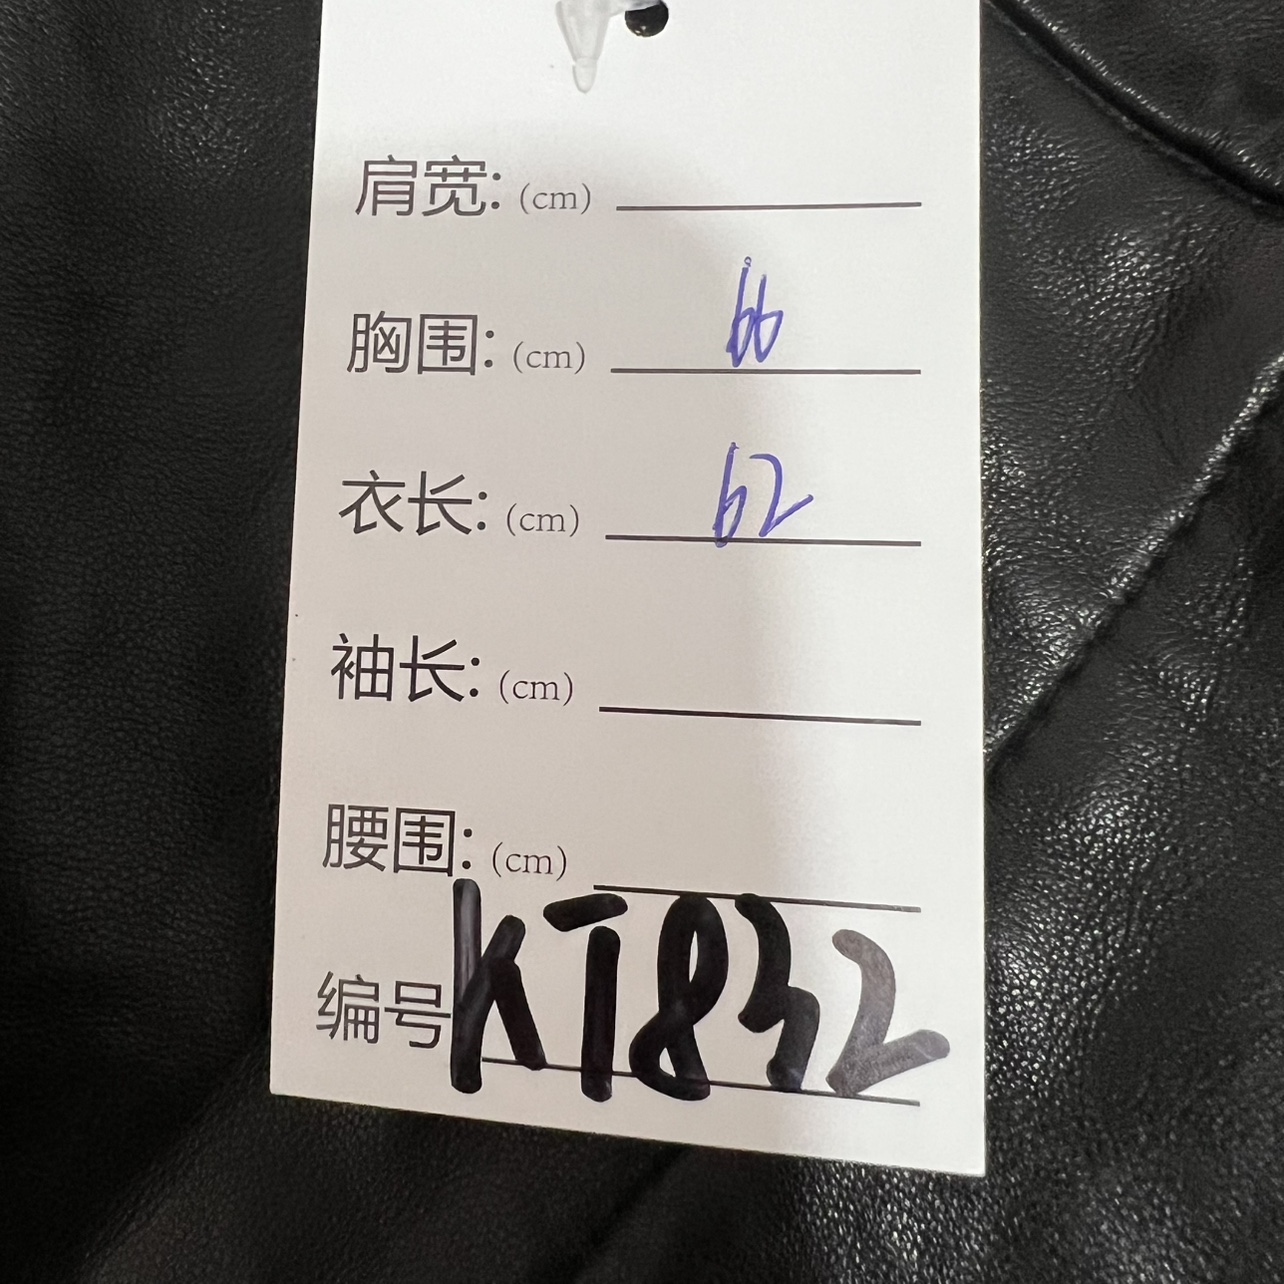 肩宽: (cm)
胸围: (cm) 66
衣长: (cm) 62
袖长: (cm)
腰围: (cm)
编号 KT832